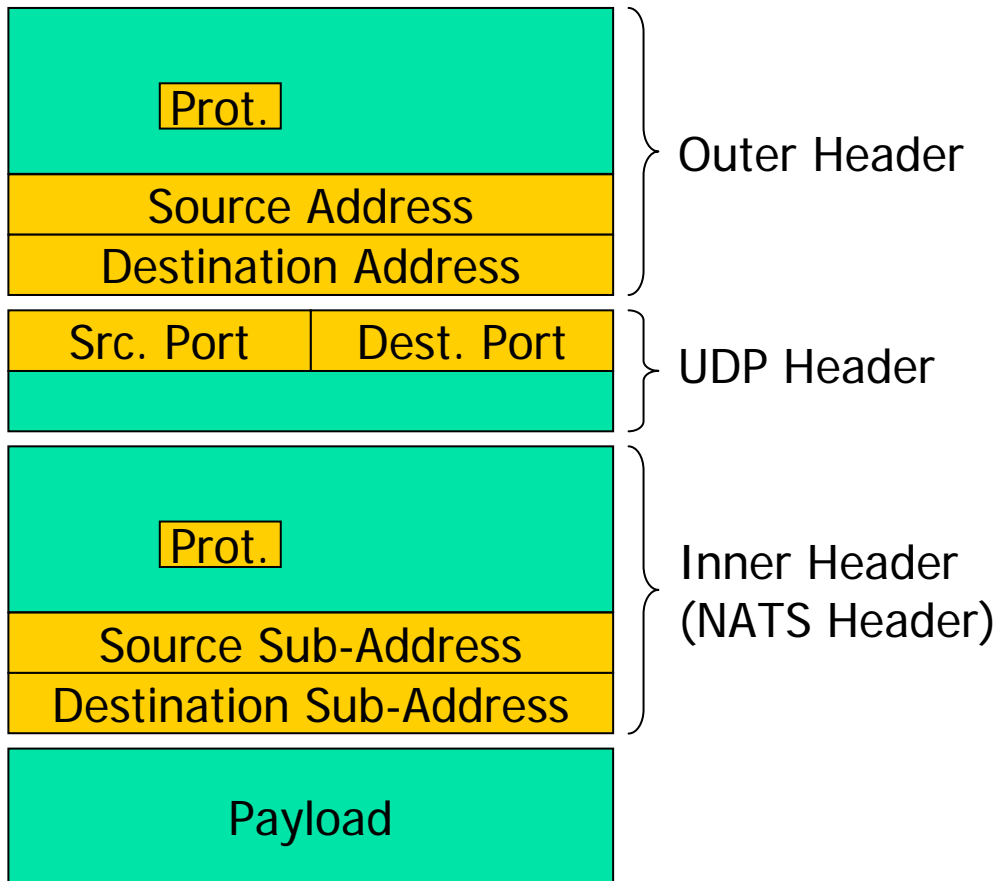 Prot.
Outer Header
Source Address
Destination Address
Src. Port
Dest. Port
UDP Header
Prot.
Inner Header
(NATS Header)
Source Sub-Address
Destination Sub-Address
Payload